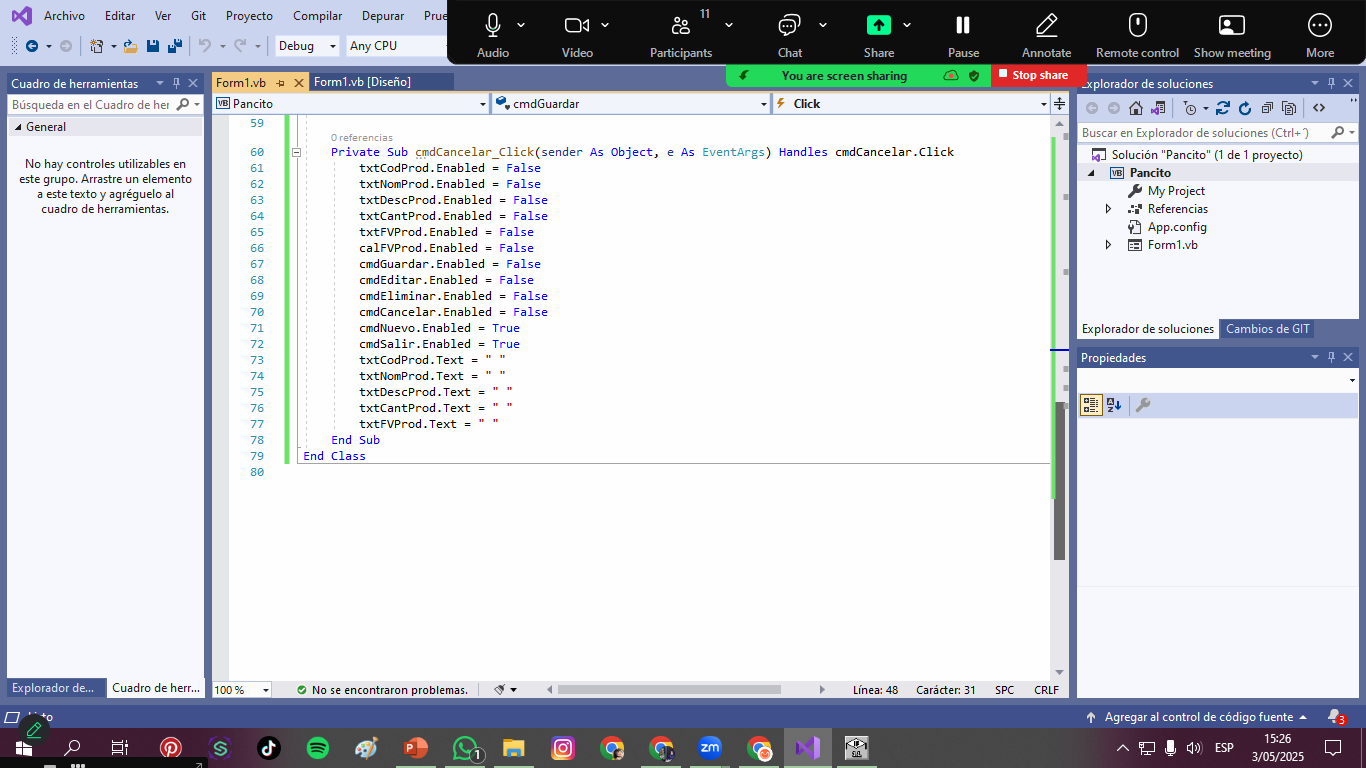 Archivo Editar Ver Git Proyecto Compilar Depurar Prue
11
Audio Video Participants Chat Share Pause Annotate Remote control Show meeting More
Debug Any CPU
You are screen sharing Stop share
Cuadro de herramientas
Búsqueda en el Cuadro de her
General
No hay controles utilizables en
este grupo. Arrastre un elemento
a este texto y agréguelo al
cuadro de herramientas.
Explorador de... Cuadro de herr...
Form1.vb Form1.vb [Diseño]
VB Pancito cmdGuardar Click
59
0 referencias
60 Private Sub cmdCancelar_Click(sender As Object, e As EventArgs) Handles cmdCancelar.Click
61 txtCodProd.Enabled = False
62 txtNomProd.Enabled = False
63 txtDescProd.Enabled = False
64 txtCantProd.Enabled = False
65 txtFVProd.Enabled = False
66 calFVProd.Enabled = False
67 cmdGuardar.Enabled = False
68 cmdEditar.Enabled = False
69 cmdEliminar.Enabled = False
70 cmdCancelar.Enabled = False
71 cmdNuevo.Enabled = True
72 cmdSalir.Enabled = True
73 txtCodProd.Text = " "
74 txtNomProd.Text = " "
75 txtDescProd.Text = " "
76 txtCantProd.Text = " "
77 txtFVProd.Text = " "
78 End Sub
79 End Class
80
100 % No se encontraron problemas. Línea: 48 Carácter: 31 SPC CRLF
Explorador de soluciones
Buscar en Explorador de soluciones (Ctrl+´)
Solución "Pancito" (1 de 1 proyecto)
VB Pancito
My Project
Referencias
App.config
Form1.vb
Explorador de soluciones Cambios de GIT
Propiedades
Agregar al control de código fuente 3
1 zm ESP 15:26
3/05/2025